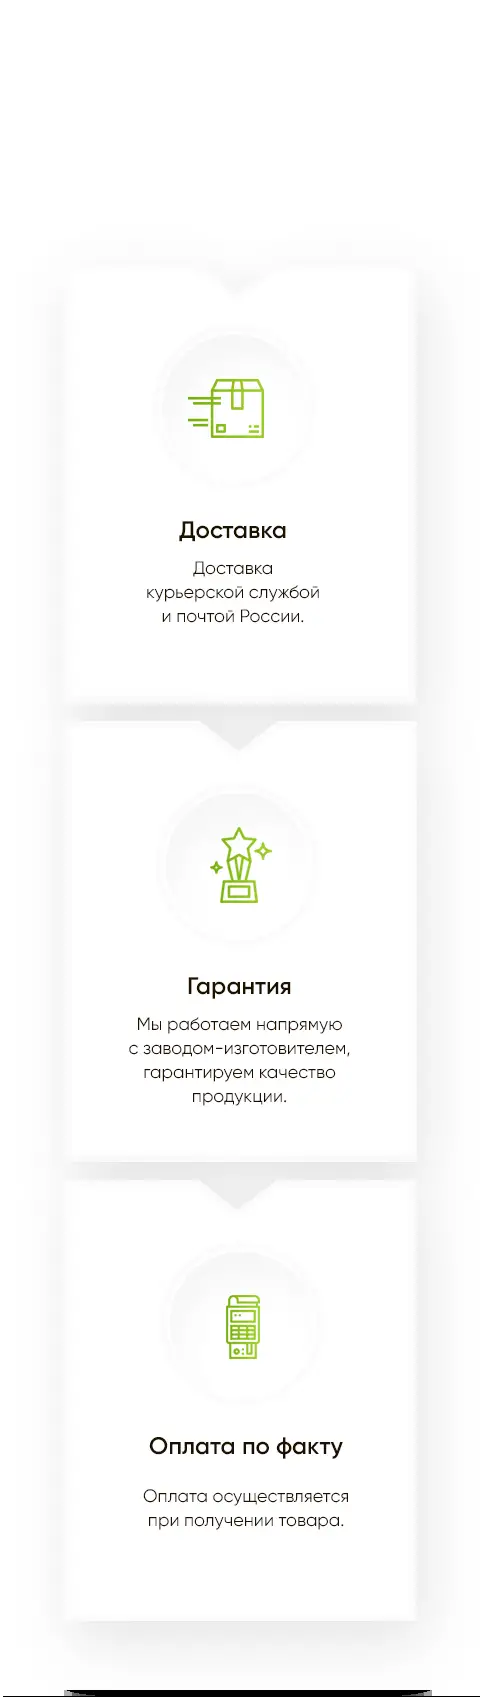 Доставка
Доставка
курьерской службой
и почтой России.
Гарантия
Мы работаем напрямую
с заводом-изготовителем,
гарантируем качество
продукции.
Оплата по факту
Оплата осуществляется
при получении товара.